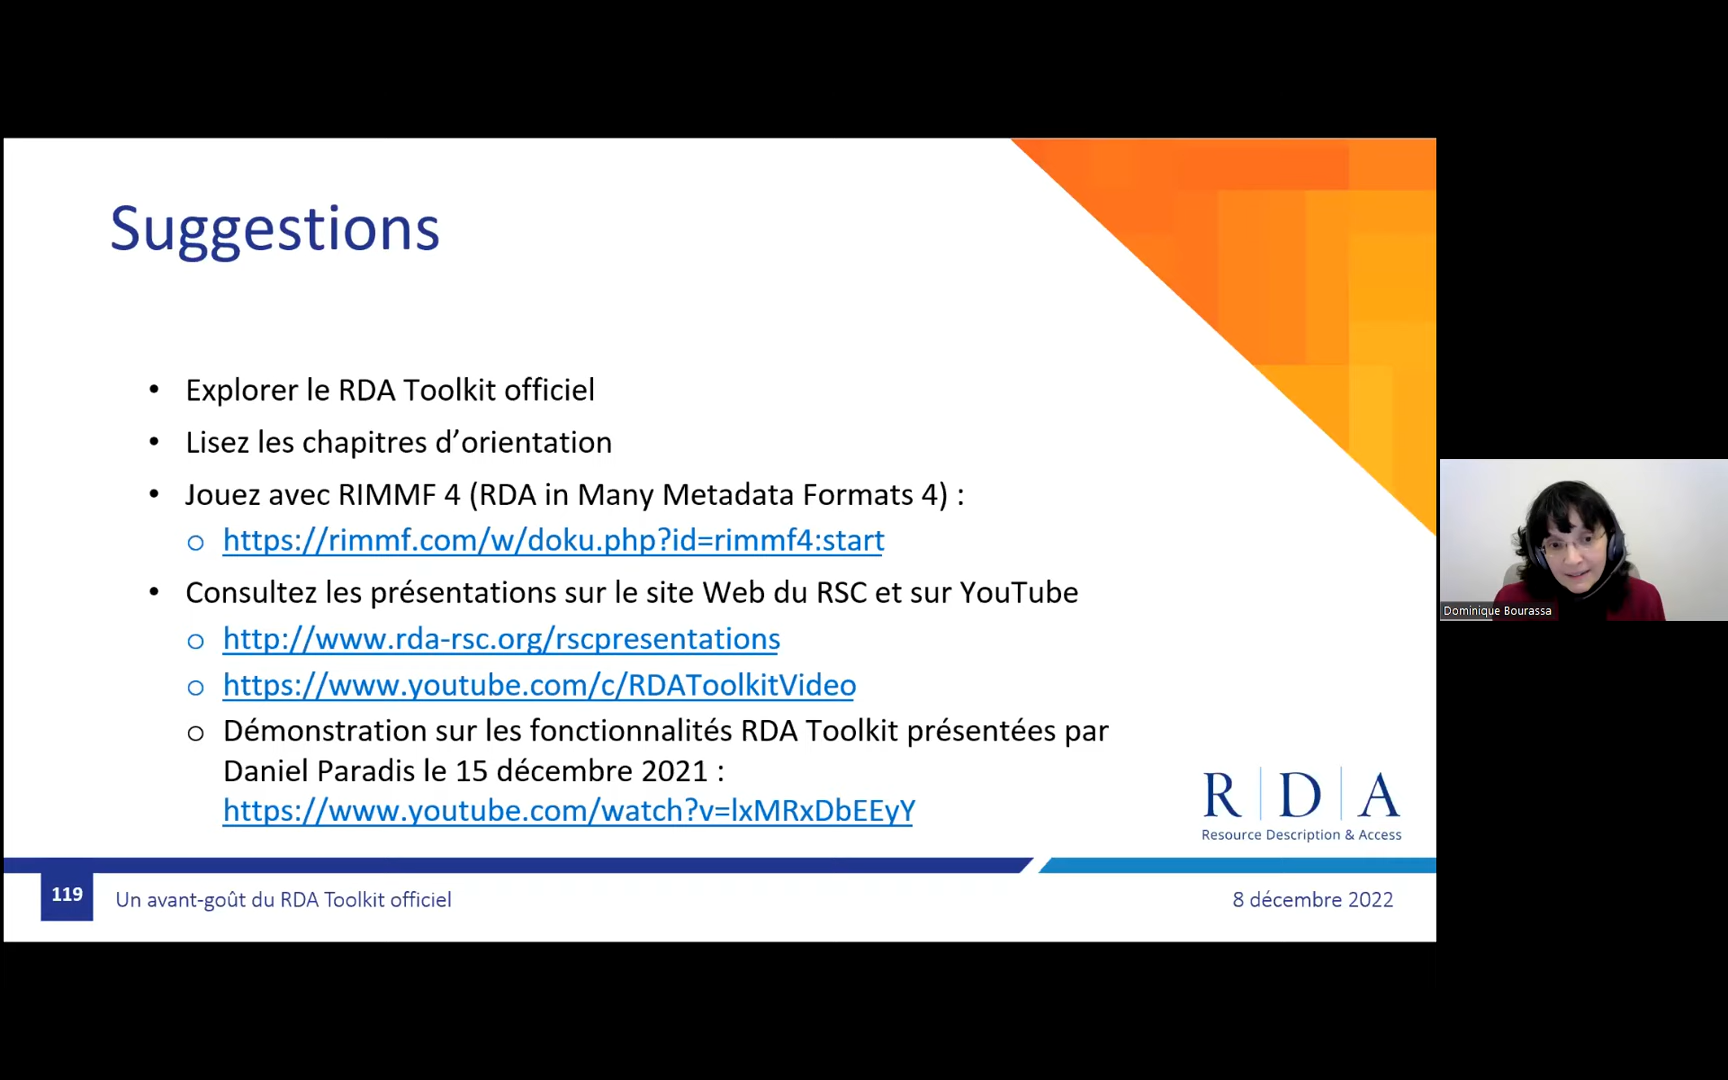 Suggestions
• Explorer le RDA Toolkit officiel
• Lisez les chapitres d’orientation
• Jouez avec RIMMF 4 (RDA in Many Metadata Formats 4) :
o https://rimmf.com/w/doku.php?id=rimmf4:start
• Consultez les présentations sur le site Web du RSC et sur YouTube
o http://www.rda-rsc.org/rscpresentations
o https://www.youtube.com/c/RDAToolkitVideo
o Démonstration sur les fonctionnalités RDA Toolkit présentées par
Daniel Paradis le 15 décembre 2021 :
https://www.youtube.com/watch?v=lxMRxDbEEyY
R | D | A
Resource Description & Access
119
Un avant-goût du RDA Toolkit officiel
8 décembre 2022
Dominique Bourassa